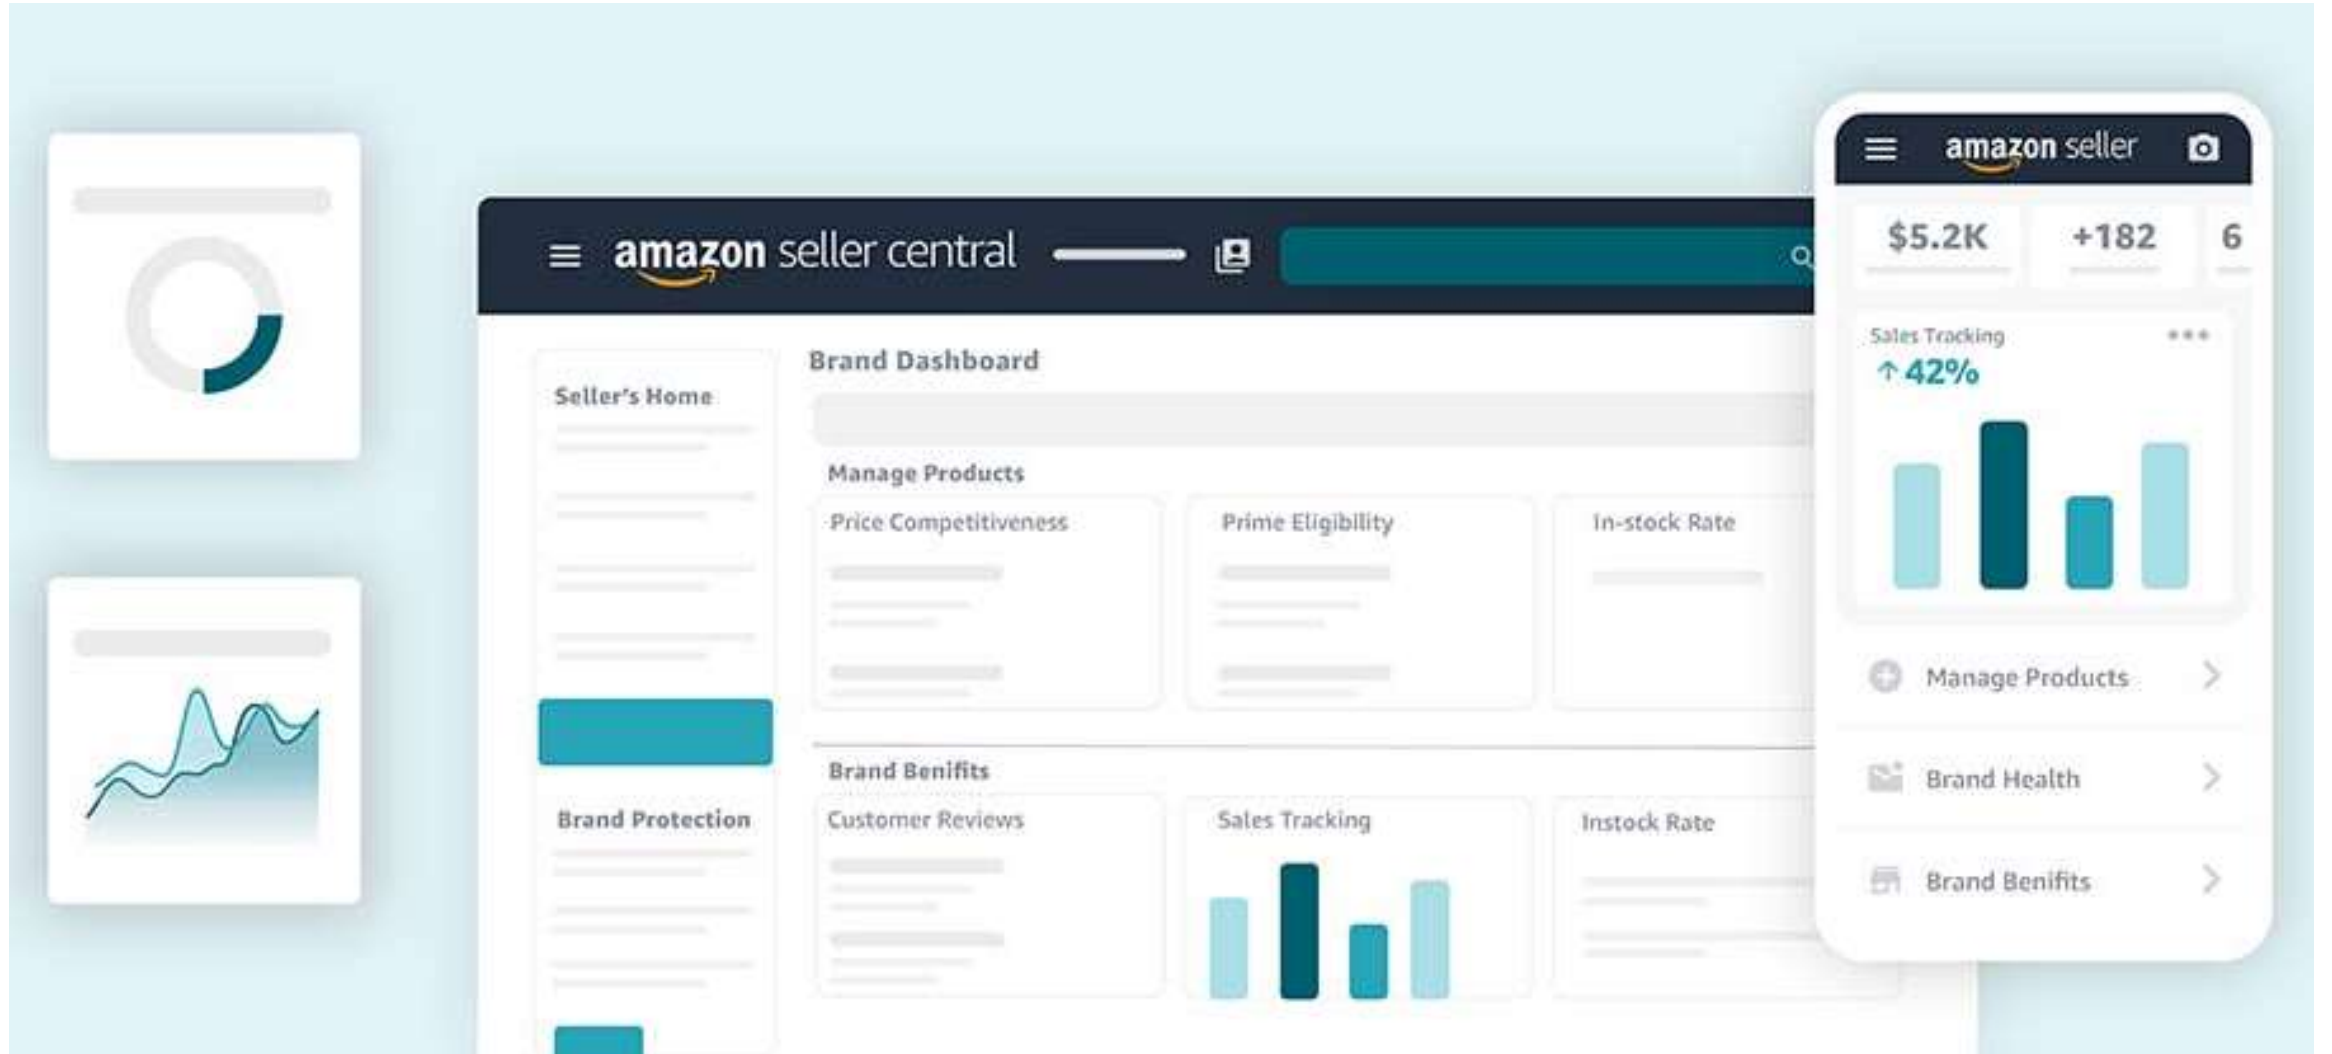 amazon seller central
Seller's Home
Brand Protection
Brand Dashboard
Manage Products
Price Competitiveness
Prime Eligibility
In-stock Rate
Brand Benifits
Customer Reviews
Sales Tracking
Instock Rate
amazon seller
$5.2K
+182
6
Sales Tracking
↑42%
Manage Products
Brand Health
Brand Benifits